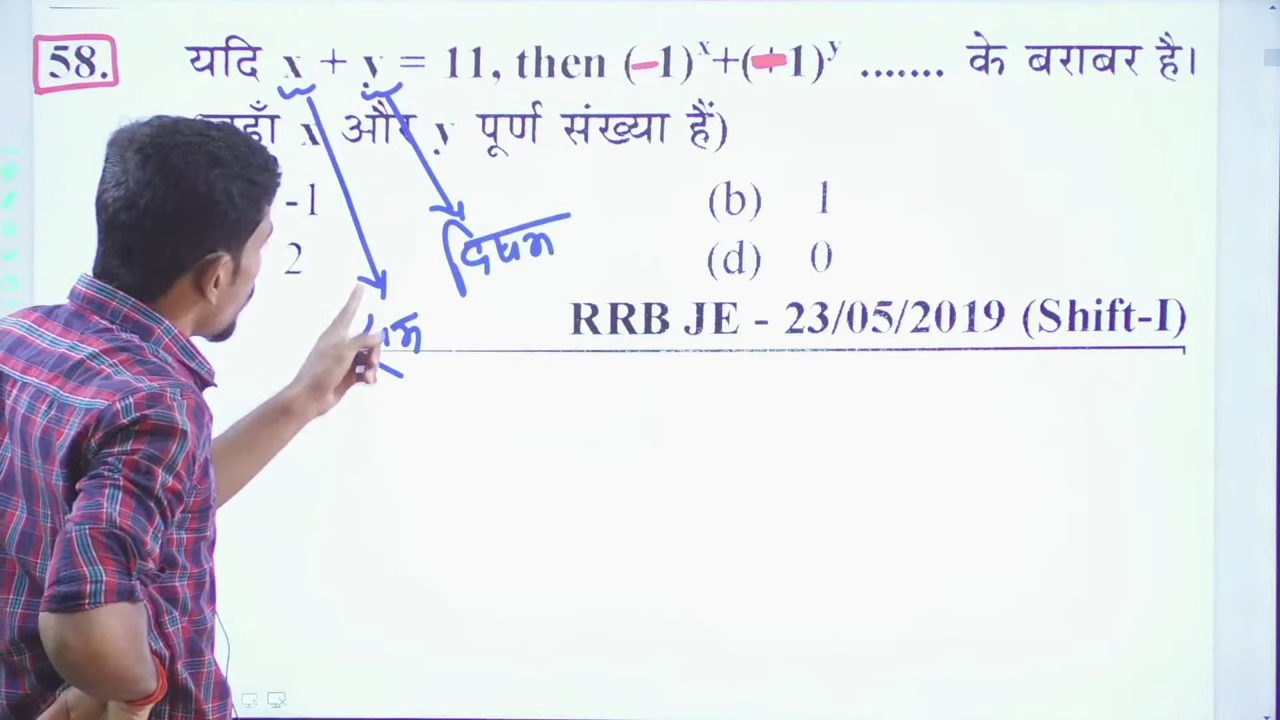 58. यदि x + y = 11, then (-1)ˣ+(+1)ʸ ....... के बराबर है।
x और y पूर्ण संख्या हैं)
-1 (b) 1
विषम
2 (d) 0
RRB JE - 23/05/2019 (Shift-I)